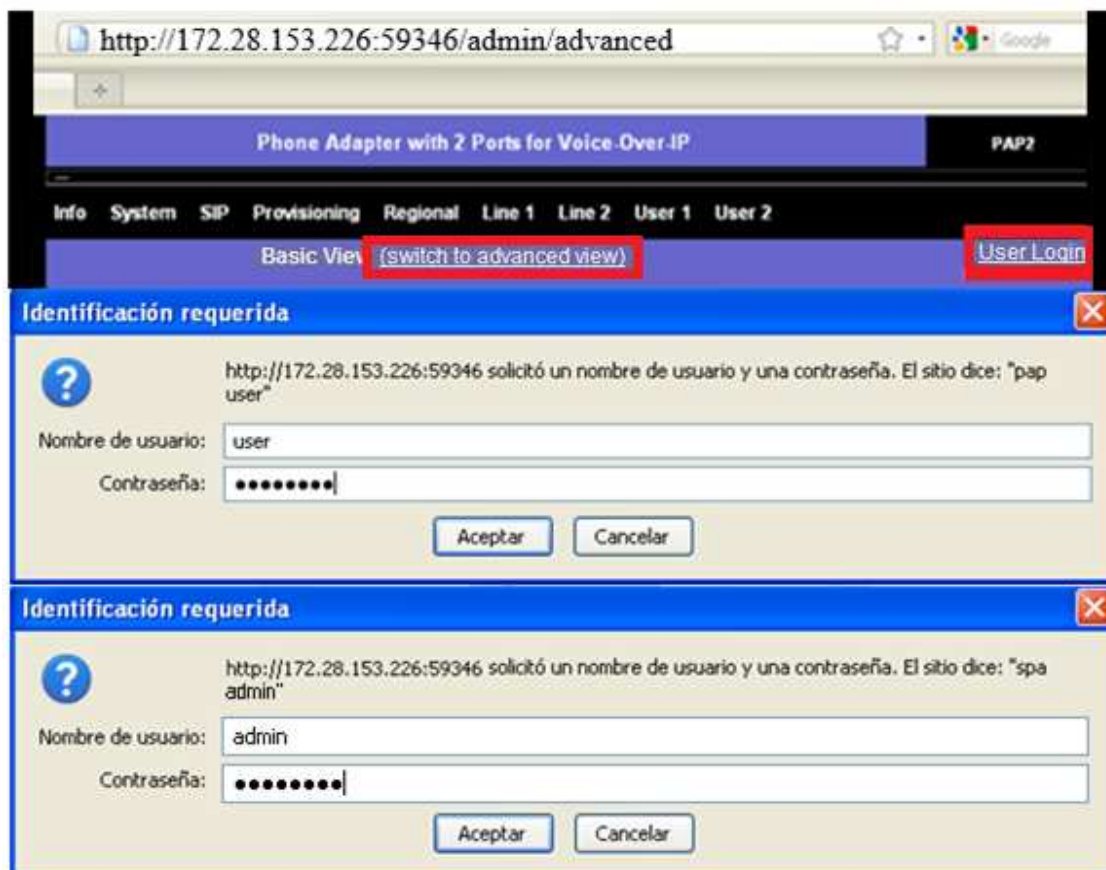 http://172.28.153.226:59346/admin/advanced Google
Phone Adapter with 2 Ports for Voice-Over-IP PAP2
Info System SIP Provisioning Regional Line 1 Line 2 User 1 User 2
Basic View (switch to advanced view) User Login
Identificación requerida
http://172.28.153.226:59346 solicitó un nombre de usuario y una contraseña. El sitio dice: "pap
user"
Nombre de usuario: user
Contraseña: ●●●●●●●●
Aceptar Cancelar
Identificación requerida
http://172.28.153.226:59346 solicitó un nombre de usuario y una contraseña. El sitio dice: "spa
admin"
Nombre de usuario: admin
Contraseña: ●●●●●●●●●
Aceptar Cancelar